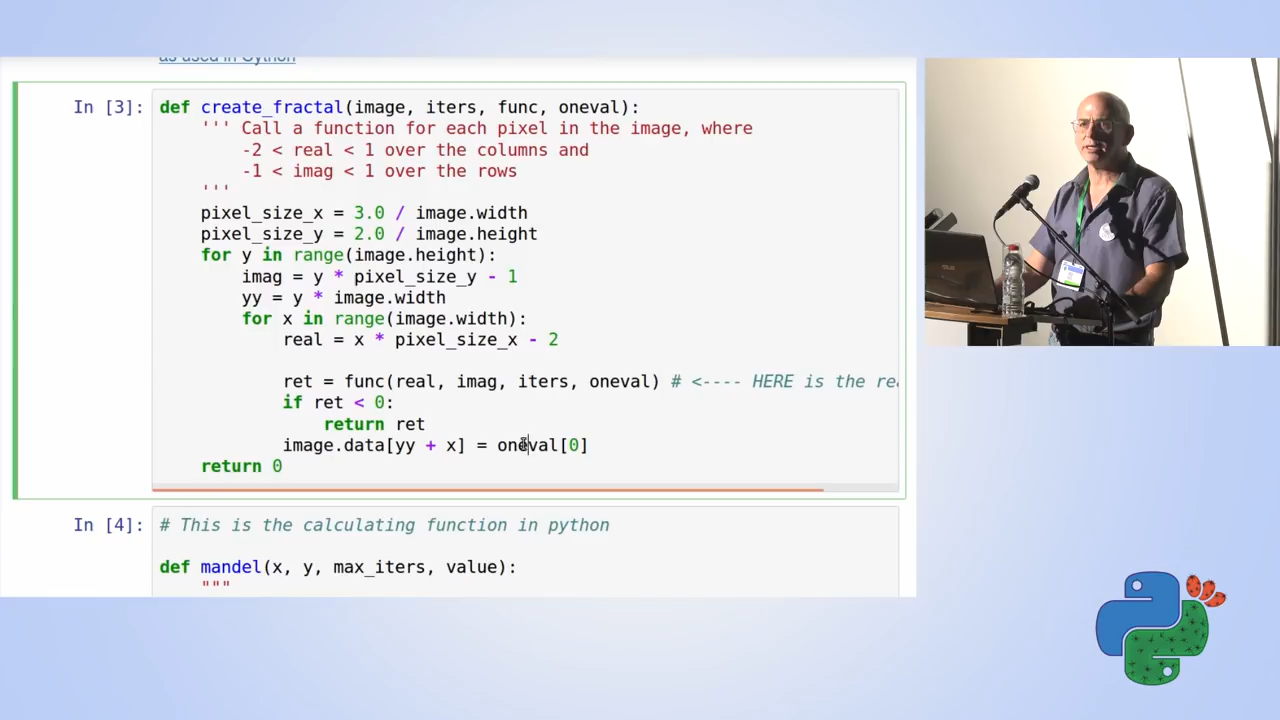 as used in Cython
In [3]:
def create_fractal(image, iters, func, oneval):
''' Call a function for each pixel in the image, where
-2 < real < 1 over the columns and
-1 < imag < 1 over the rows
'''
pixel_size_x = 3.0 / image.width
pixel_size_y = 2.0 / image.height
for y in range(image.height):
imag = y * pixel_size_y - 1
yy = y * image.width
for x in range(image.width):
real = x * pixel_size_x - 2
ret = func(real, imag, iters, oneval) # <---- HERE is the
if ret < 0:
return ret
image.data[yy + x] = oneval[0]
return 0
In [4]:
# This is the calculating function in python
def mandel(x, y, max_iters, value):
"""